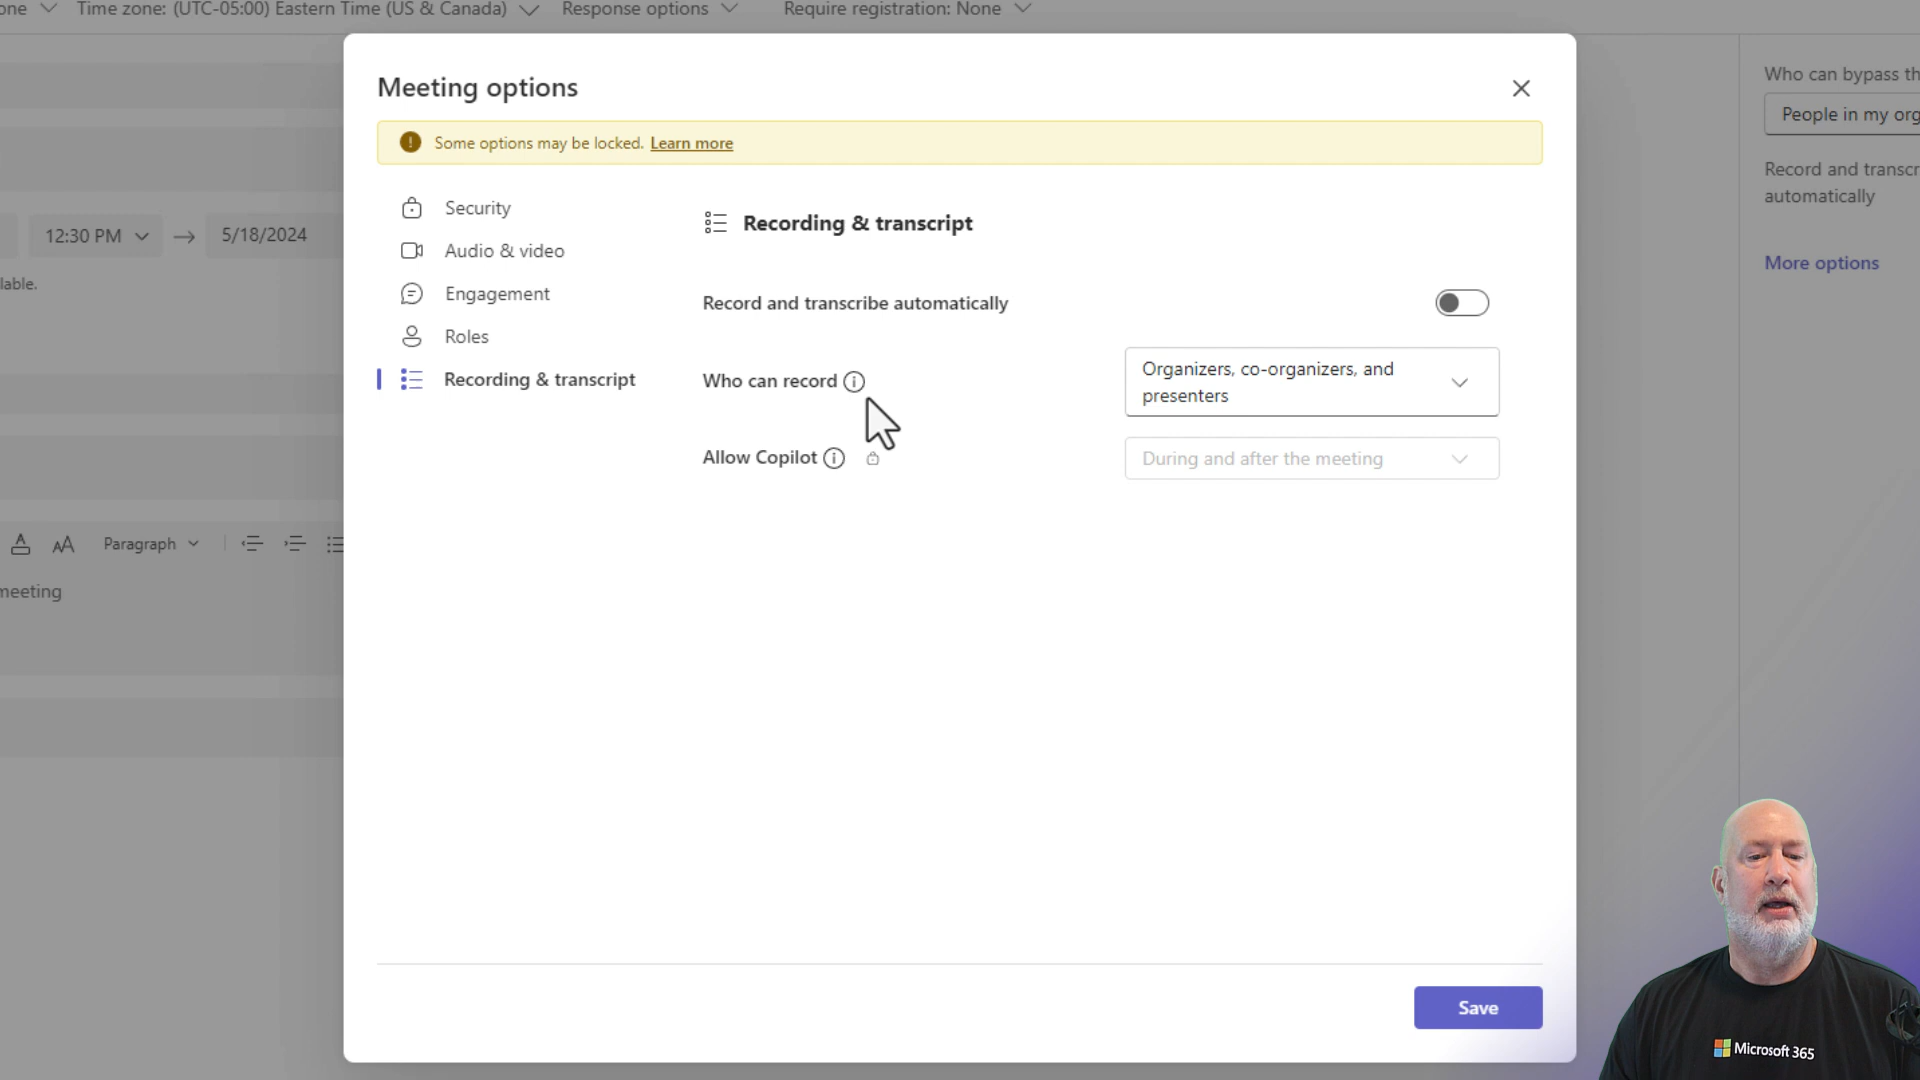 one
Time zone: (UTC-05:00) Eastern Time (US & Canada)
Response options
Require registration: None
Meeting options
Some options may be locked. Learn more
Security
Audio & video
Engagement
Roles
Recording & transcript
Recording & transcript
Record and transcribe automatically
Who can record
Organizers, co-organizers, and
presenters
Allow Copilot
During and after the meeting
Save
12:30 PM
5/18/2024
lable.
Paragraph
meeting
Who can bypass th
People in my org
Record and transcr
automatically
More options
Microsoft 365